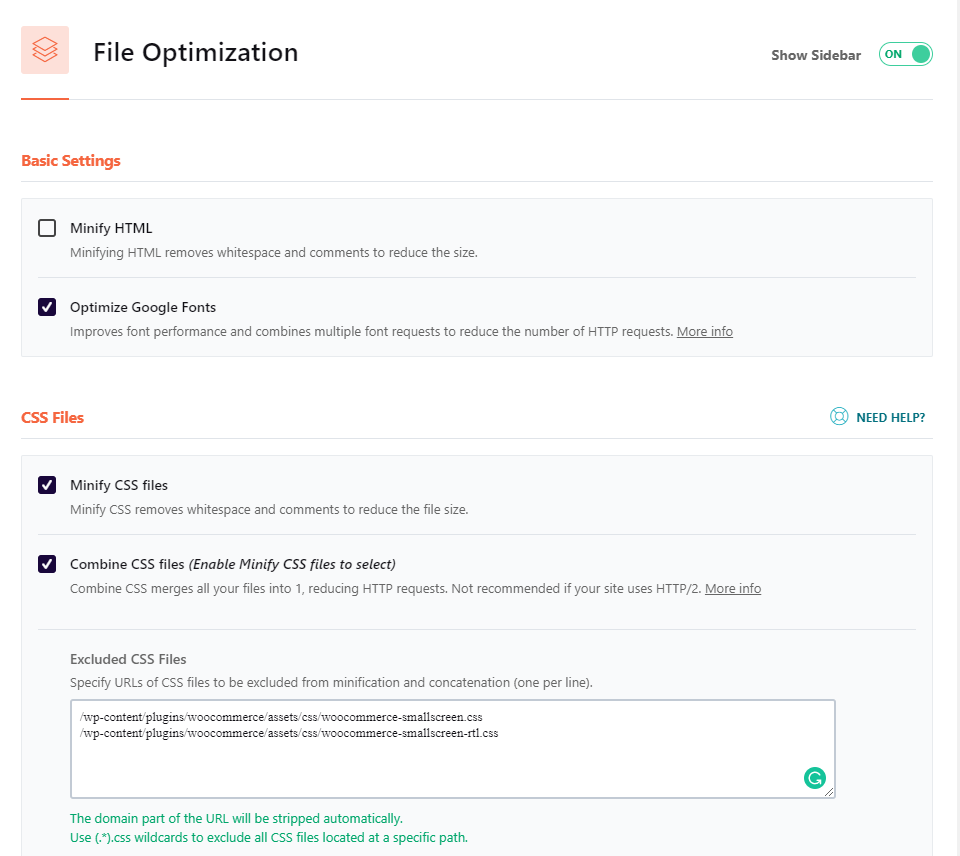 File Optimization
Show Sidebar
ON
Basic Settings
Minify HTML
Minifying HTML removes whitespace and comments to reduce the size.
Optimize Google Fonts
Improves font performance and combines multiple font requests to reduce the number of HTTP requests. More info
CSS Files
NEED HELP?
Minify CSS files
Minify CSS removes whitespace and comments to reduce the file size.
Combine CSS files (Enable Minify CSS files to select)
Combine CSS merges all your files into 1, reducing HTTP requests. Not recommended if your site uses HTTP/2. More info
Excluded CSS Files
Specify URLs of CSS files to be excluded from minification and concatenation (one per line).
/wp-content/plugins/woocommerce/assets/css/woocommerce-smallscreen.css
/wp-content/plugins/woocommerce/assets/css/woocommerce-smallscreen-rtl.css
The domain part of the URL will be stripped automatically.
Use (.*).css wildcards to exclude all CSS files located at a specific path.